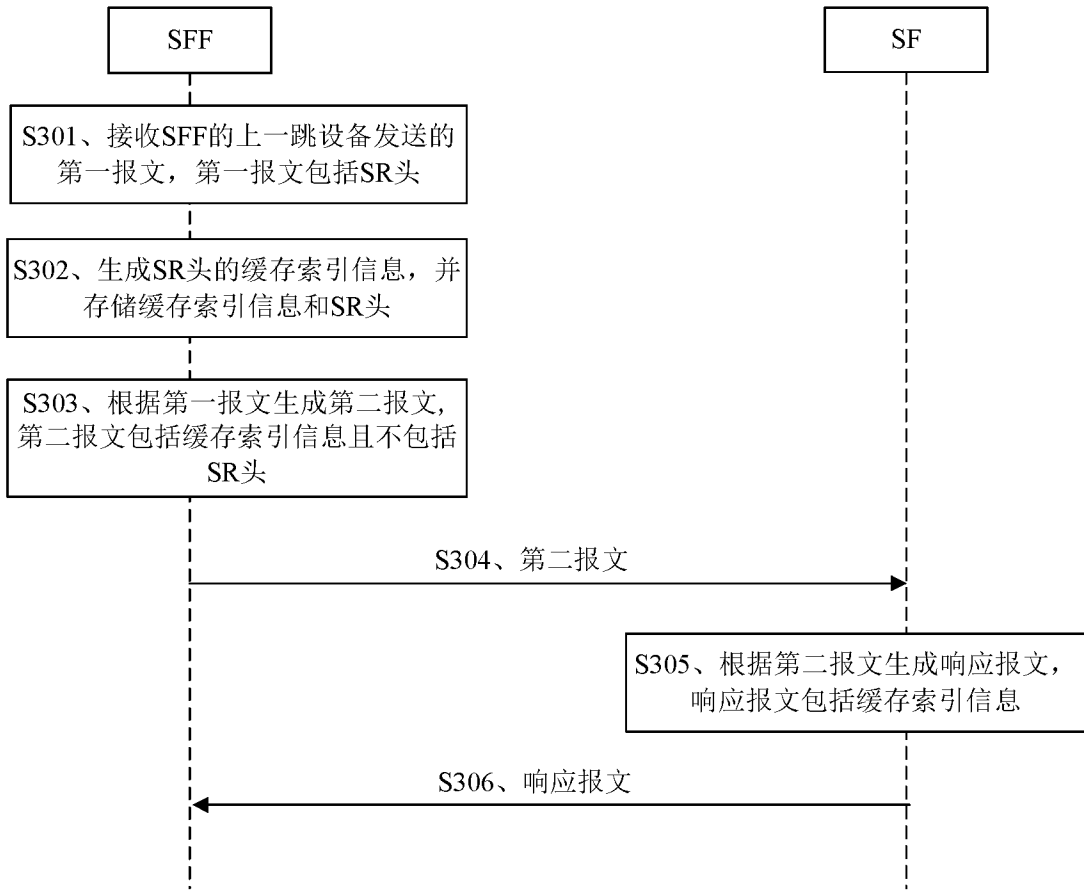 SFF
SF
S301、接收SFF的上一跳设备发送的
第一报文，第一报文包括SR头
S302、生成SR头的缓存索引信息，并
存储缓存索引信息和SR头
S303、根据第一报文生成第二报文,
第二报文包括缓存索引信息且不包括
SR头
S304、第二报文
S305、根据第二报文生成响应报文，
响应报文包括缓存索引信息
S306、响应报文